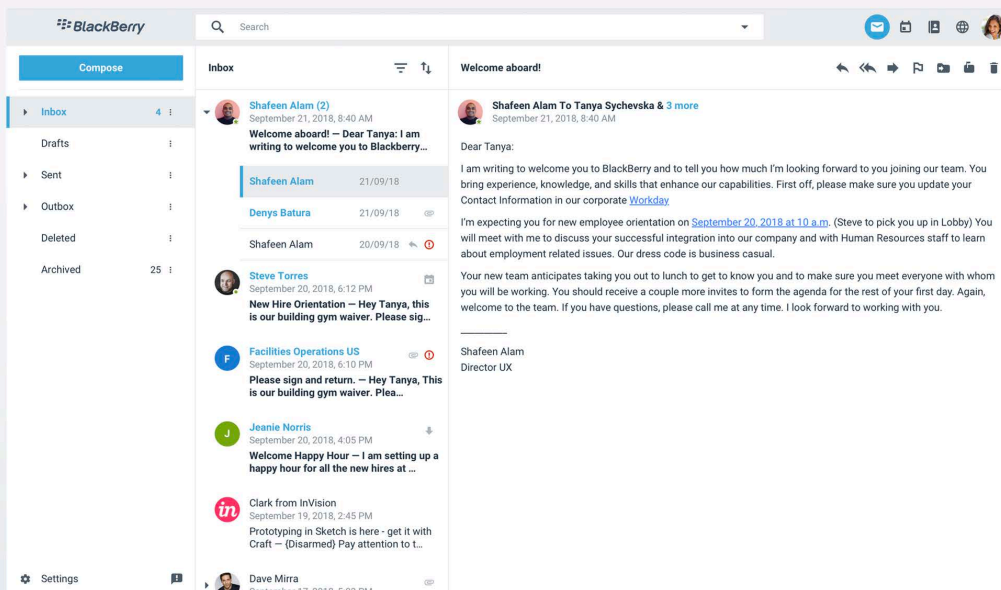 BlackBerry
Search
Compose
Inbox 4
Drafts
Sent
Outbox
Deleted
Archived 25
Settings
Inbox
Shafeen Alam (2)
September 21, 2018, 8:40 AM
Welcome aboard! — Dear Tanya: I am
writing to welcome you to Blackberry...
Shafeen Alam 21/09/18
Denys Batura 21/09/18
Shafeen Alam 20/09/18
Steve Torres
September 20, 2018, 6:12 PM
New Hire Orientation — Hey Tanya, this
is our building gym waiver. Please sig...
F
Facilities Operations US
September 20, 2018, 6:10 PM
Please sign and return. — Hey Tanya, This
is our building gym waiver. Plea...
J
Jeanie Norris
September 20, 2018, 4:05 PM
Welcome Happy Hour — I am setting up a
happy hour for all the new hires at ...
in
Clark from InVision
September 19, 2018, 2:45 PM
Prototyping in Sketch is here - get it with
Craft — {Disarmed} Pay attention to t...
Dave Mirra
Welcome aboard!
Shafeen Alam To Tanya Sychevska & 3 more
September 21, 2018, 8:40 AM
Dear Tanya:
I am writing to welcome you to BlackBerry and to tell you how much I'm looking forward to you joining our team. You
bring experience, knowledge, and skills that enhance our capabilities. First off, please make sure you update your
Contact Information in our corporate Workday
I'm expecting you for new employee orientation on September 20, 2018 at 10 a.m. (Steve to pick you up in Lobby) You
will meet with me to discuss your successful integration into our company and with Human Resources staff to learn
about employment related issues. Our dress code is business casual.
Your new team anticipates taking you out to lunch to get to know you and to make sure you meet everyone with whom
you will be working. You should receive a couple more invites to form the agenda for the rest of your first day. Again,
welcome to the team. If you have questions, please call me at any time. I look forward to working with you.
Shafeen Alam
Director UX